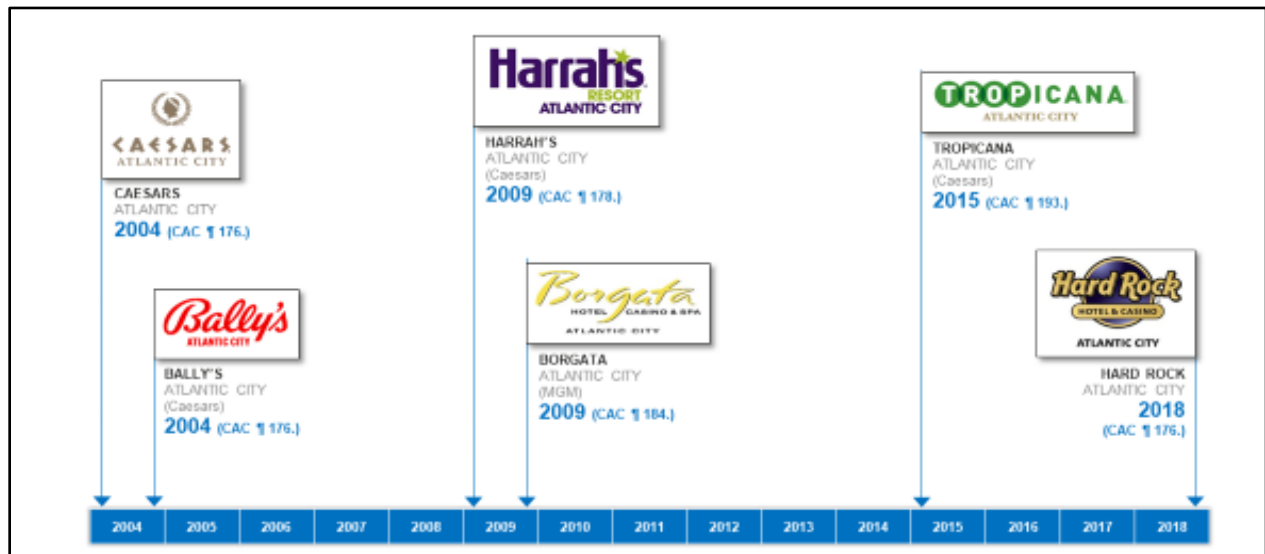 CAESARS
ATLANTIC CITY
CAESARS
ATLANTIC CITY
2004 (CAC ¶ 176.)
Bally's
ATLANTIC CITY
BALLY'S
ATLANTIC CITY
(Caesars)
2004 (CAC ¶ 176.)
Harrah's
RESORT
ATLANTIC CITY
HARRAH'S
ATLANTIC CITY
(Caesars)
2009 (CAC ¶ 178.)
Borgata
HOTEL CASINO & SPA
ATLANTIC CITY
BORGATA
ATLANTIC CITY
(MGM)
2009 (CAC ¶ 184.)
TROPICANA
ATLANTIC CITY
TROPICANA
ATLANTIC CITY
(Caesars)
2015 (CAC ¶ 193.)
Hard Rock
HOTEL & CASINO
ATLANTIC CITY
HARD ROCK
ATLANTIC CITY
2018
(CAC ¶ 176.)
2004 2005 2006 2007 2008 2009 2010 2011 2012 2013 2014 2015 2016 2017 2018